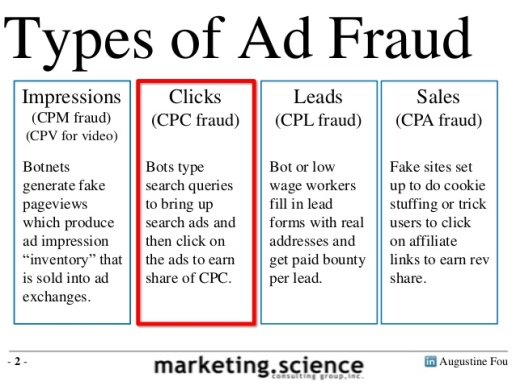 Types of Ad Fraud
Impressions
(CPM fraud)
(CPV for video)
Botnets
generate fake
pageviews
which produce
ad impression
“inventory” that
is sold into ad
exchanges.
Clicks
(CPC fraud)
Bots type
search queries
to bring up
search ads and
then click on
the ads to earn
share of CPC.
Leads
(CPL fraud)
Bot or low
wage workers
fill in lead
forms with real
addresses and
get paid bounty
per lead.
Sales
(CPA fraud)
Fake sites set
up to do cookie
stuffing or trick
users to click
on affiliate
links to earn rev
share.
- 2 -
marketing.science
consulting group, inc.
in Augustine Fou